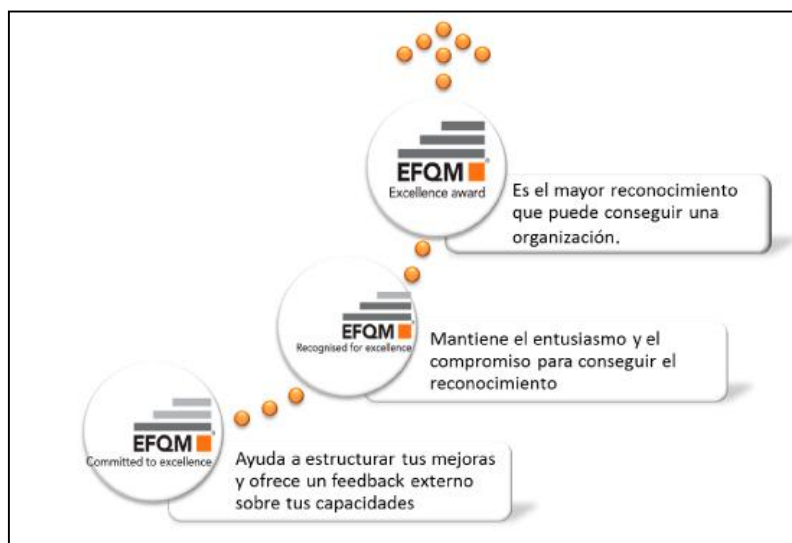 EFQM
Excellence award
Es el mayor reconocimiento
que puede conseguir una
organización.
EFQM
Recognised for excellence
Mantiene el entusiasmo y el
compromiso para conseguir el
reconocimiento
EFQM
Committed to excellence
Ayuda a estructurar tus mejoras
y ofrece un feedback externo
sobre tus capacidades